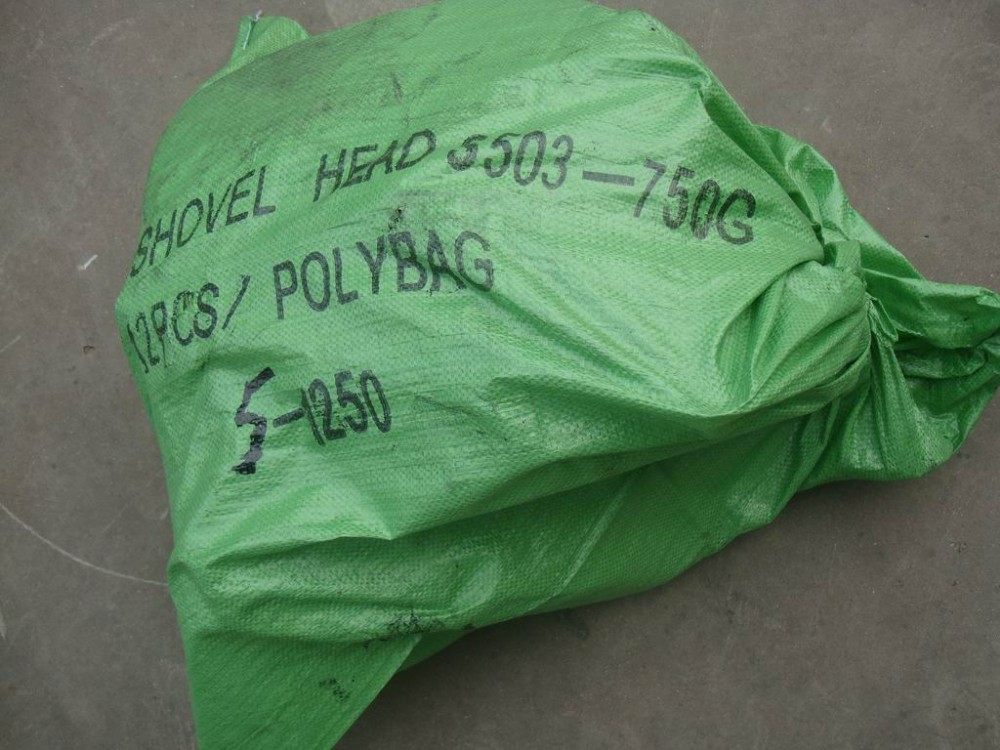 SHOVEL HEAD S503-750G
12PCS/ POLYBAG
5-1250